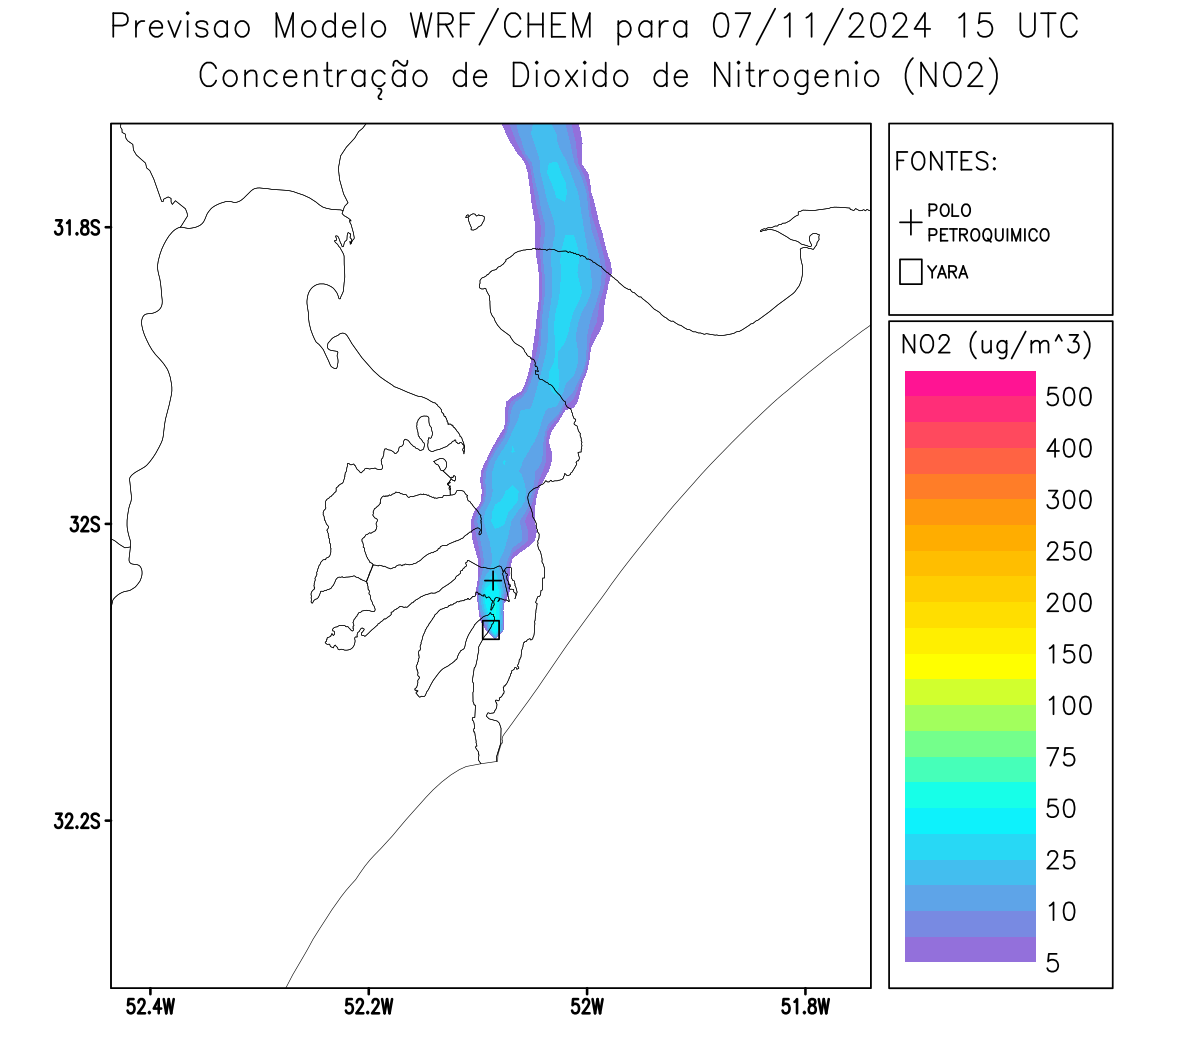 Previsao Modelo WRF/CHEM para 07/11/2024 15 UTC
Concentração de Dioxido de Nitrogenio (NO2)
FONTES:
POLO
PETROQUIMICO
YARA
NO2 (ug/m^3)
500
400
300
250
200
150
100
75
50
25
10
5
31.8S
32S
32.2S
52.4W
52.2W
52W
51.8W